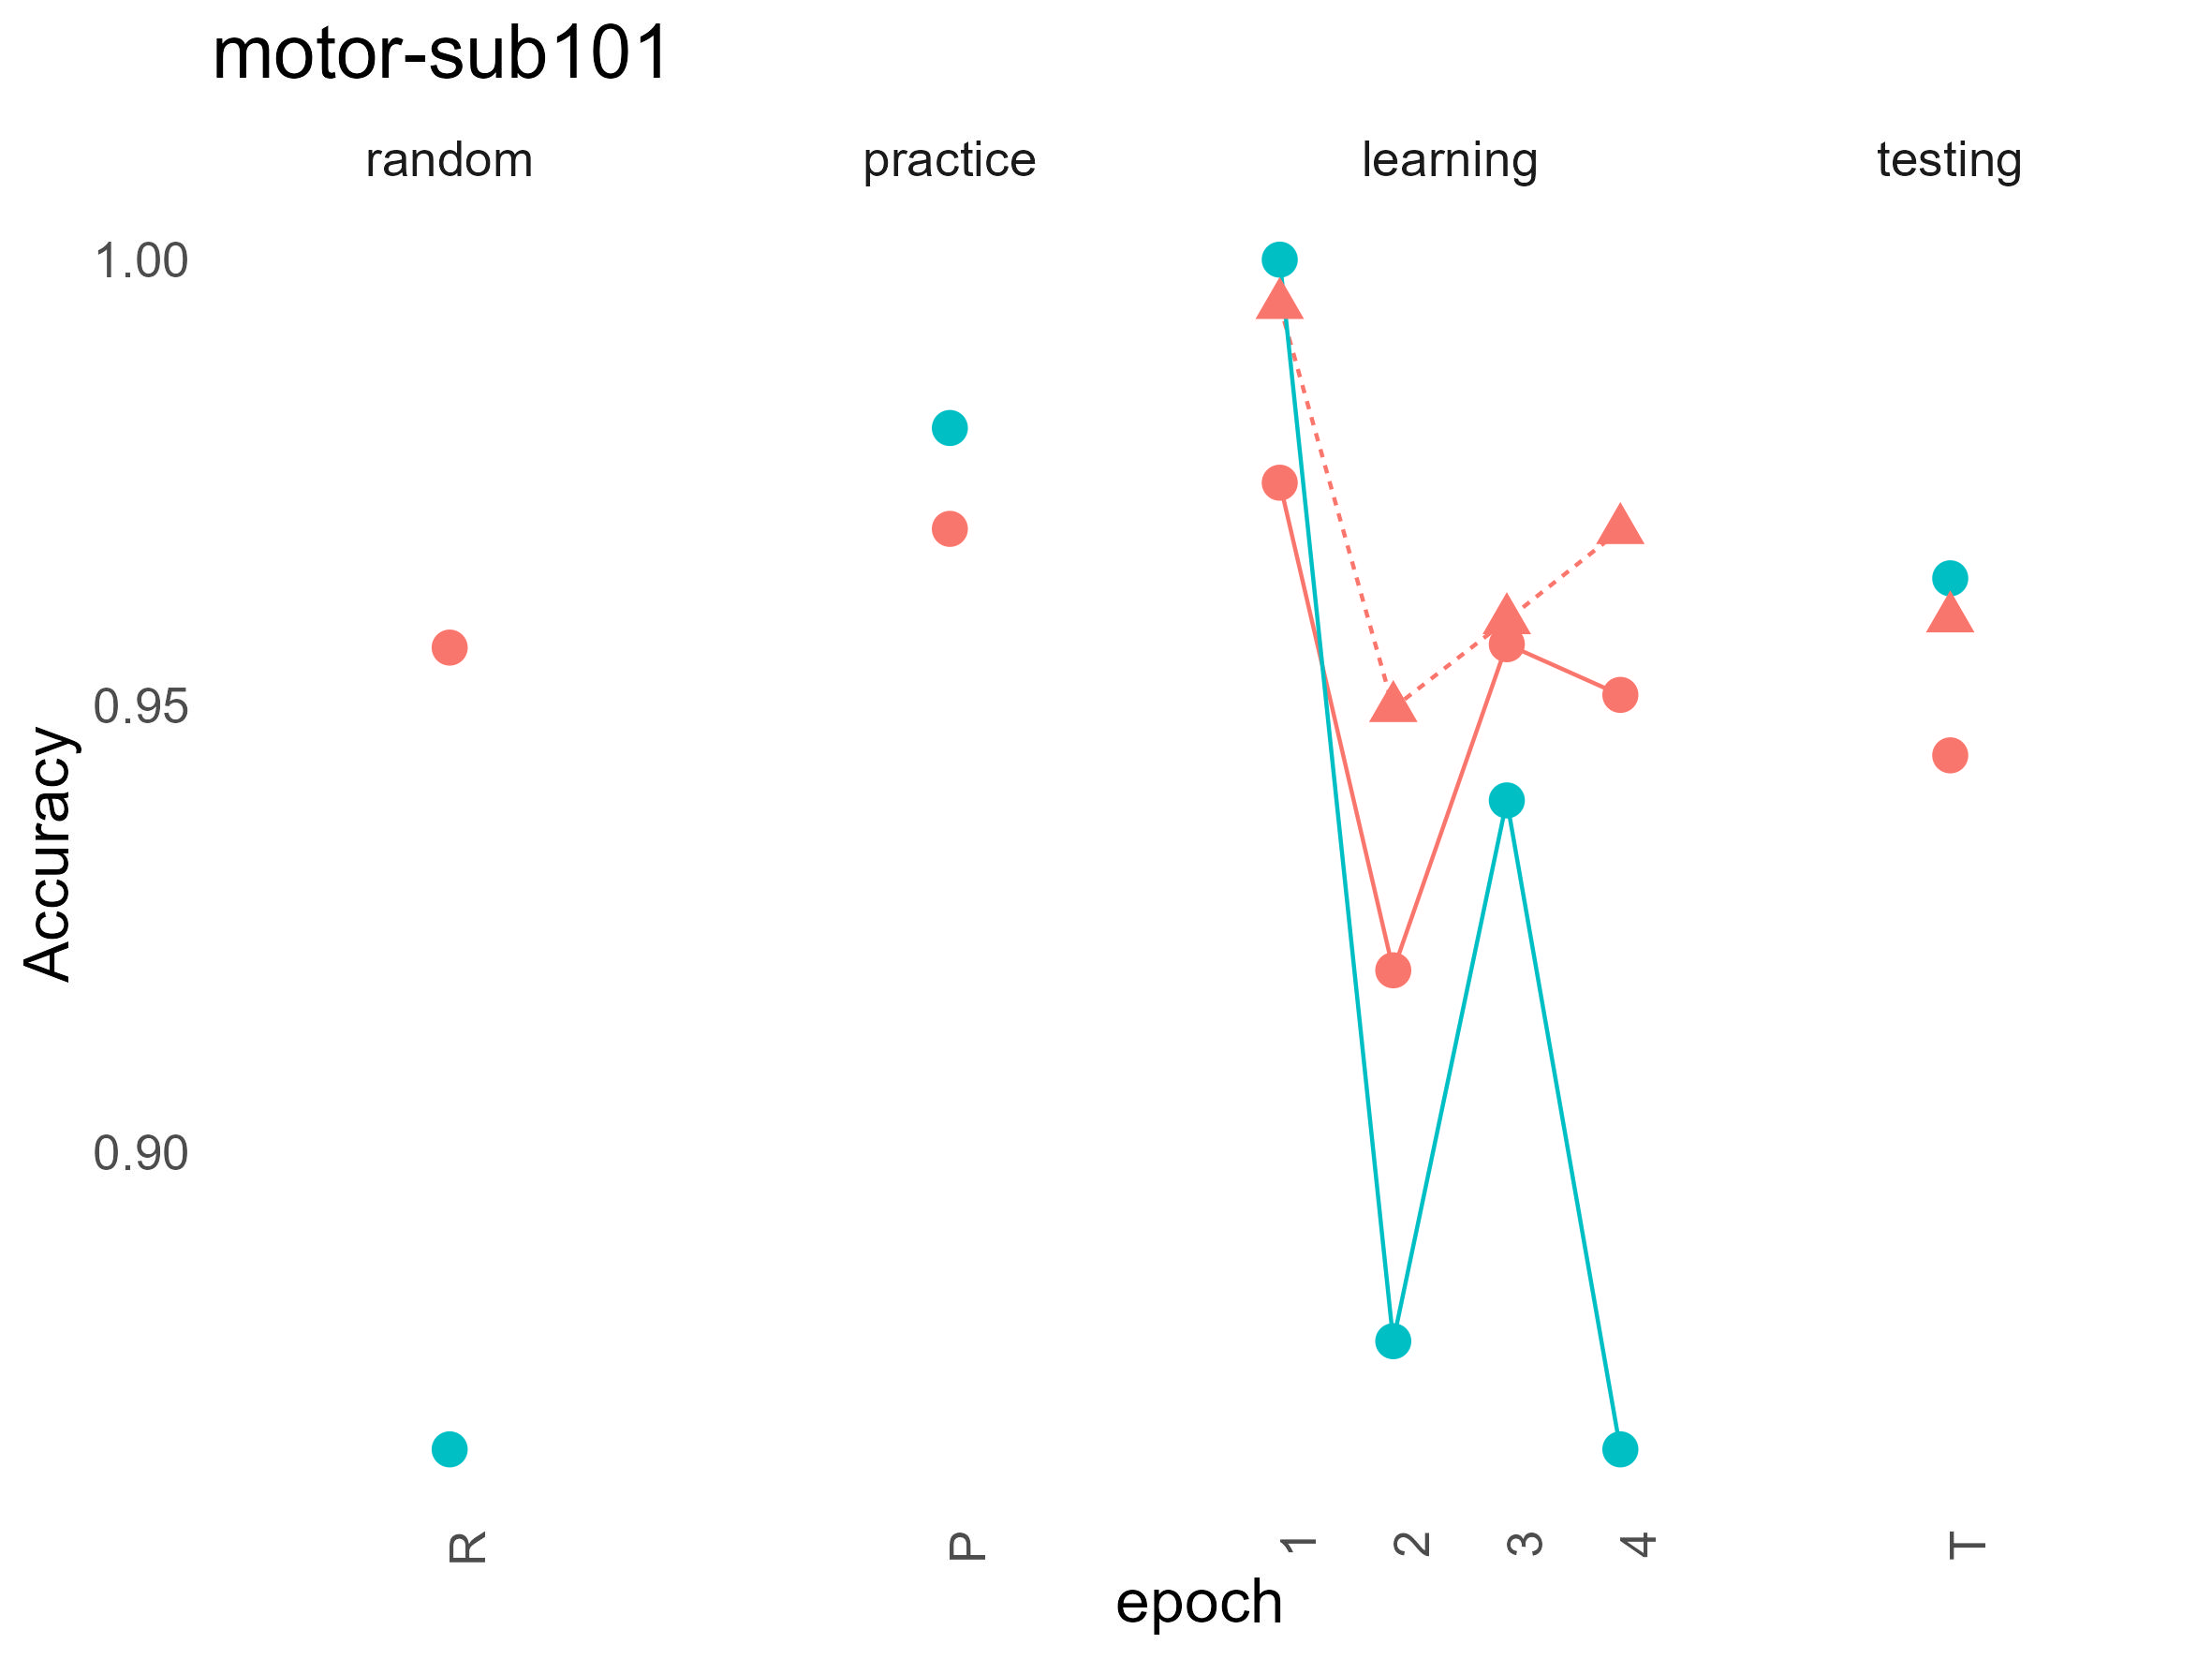 motor-sub101
random practice learning testing
1.00
0.95
0.90
Accuracy
R P 1 2 3 4 T
epoch